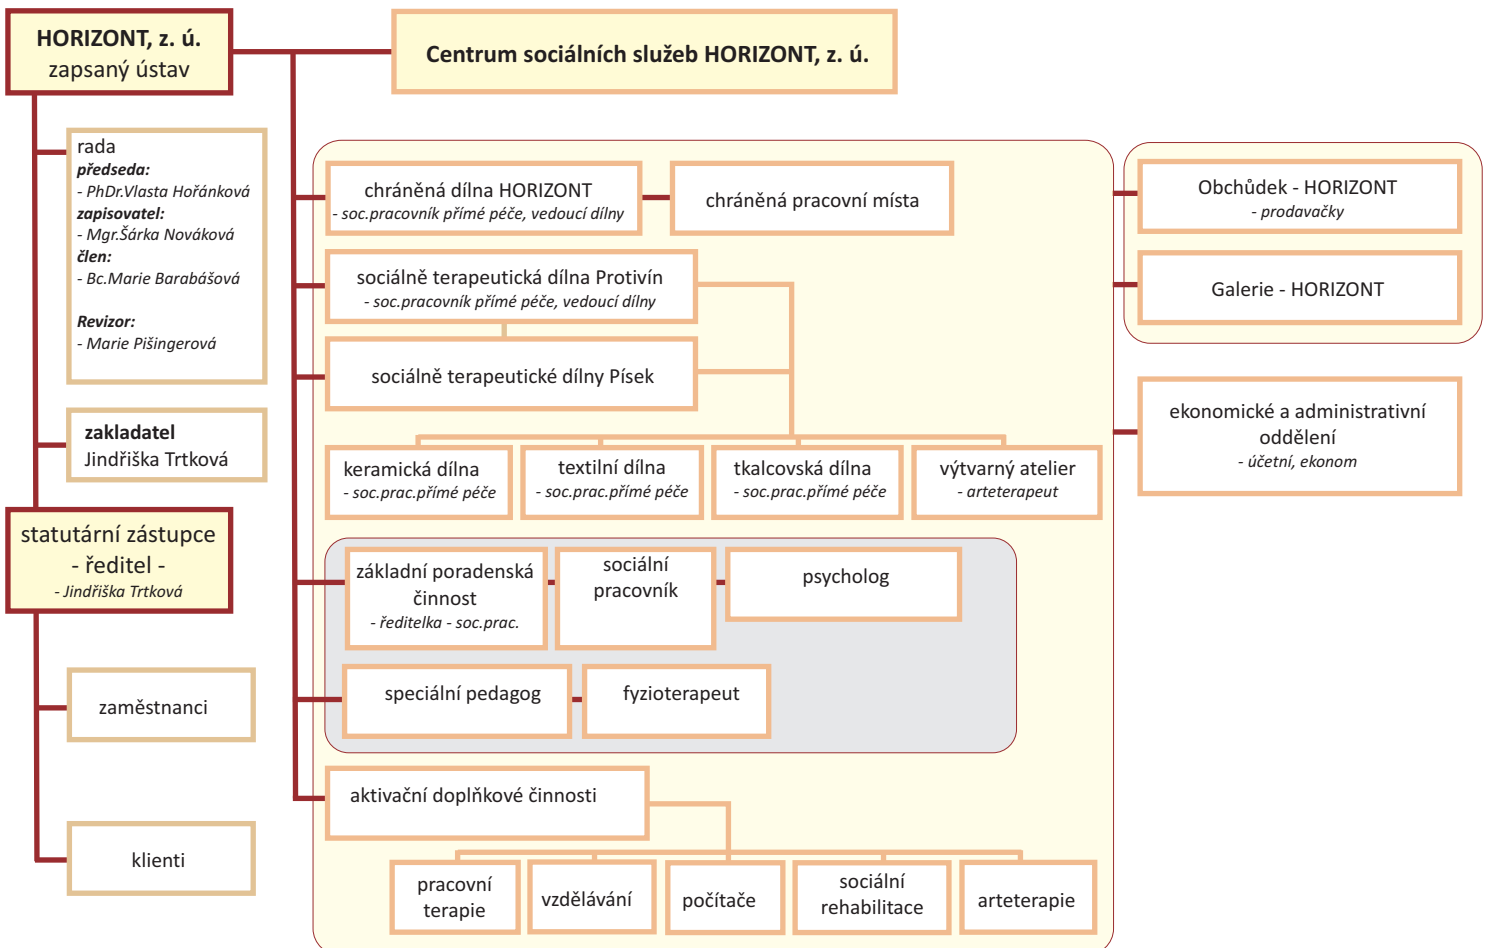 HORIZONT, z. ú.
zapsaný ústav
Centrum sociálních služeb HORIZONT, z. ú.
rada
předseda:
- PhDr.Vlasta Hořánková
zapisovatel:
- Mgr.Šárka Nováková
člen:
- Bc.Marie Barabášová
Revizor:
- Marie Pišingerová
zakladatel
Jindřiška Trtková
statutární zástupce
- ředitel -
- Jindřiška Trtková
zaměstnanci
klienti
chráněná dílna HORIZONT
- soc.pracovník přímé péče, vedoucí dílny
chráněná pracovní místa
sociálně terapeutická dílna Protivín
- soc.pracovník přímé péče, vedoucí dílny
sociálně terapeutické dílny Písek
keramická dílna
- soc.prac.přímé péče
textilní dílna
- soc.prac.přímé péče
tkalcovská dílna
- soc.prac.přímé péče
výtvarný atelier
- arteterapeut
základní poradenská
činnost
- ředitelka - soc.prac.
sociální
pracovník
psycholog
speciální pedagog
fyzioterapeut
aktivační doplňkové činnosti
pracovní
terapie
vzdělávání
počítače
sociální
rehabilitace
arteterapie
Obchůdek - HORIZONT
- prodavačky
Galerie - HORIZONT
ekonomické a administrativní
oddělení
- účetní, ekonom